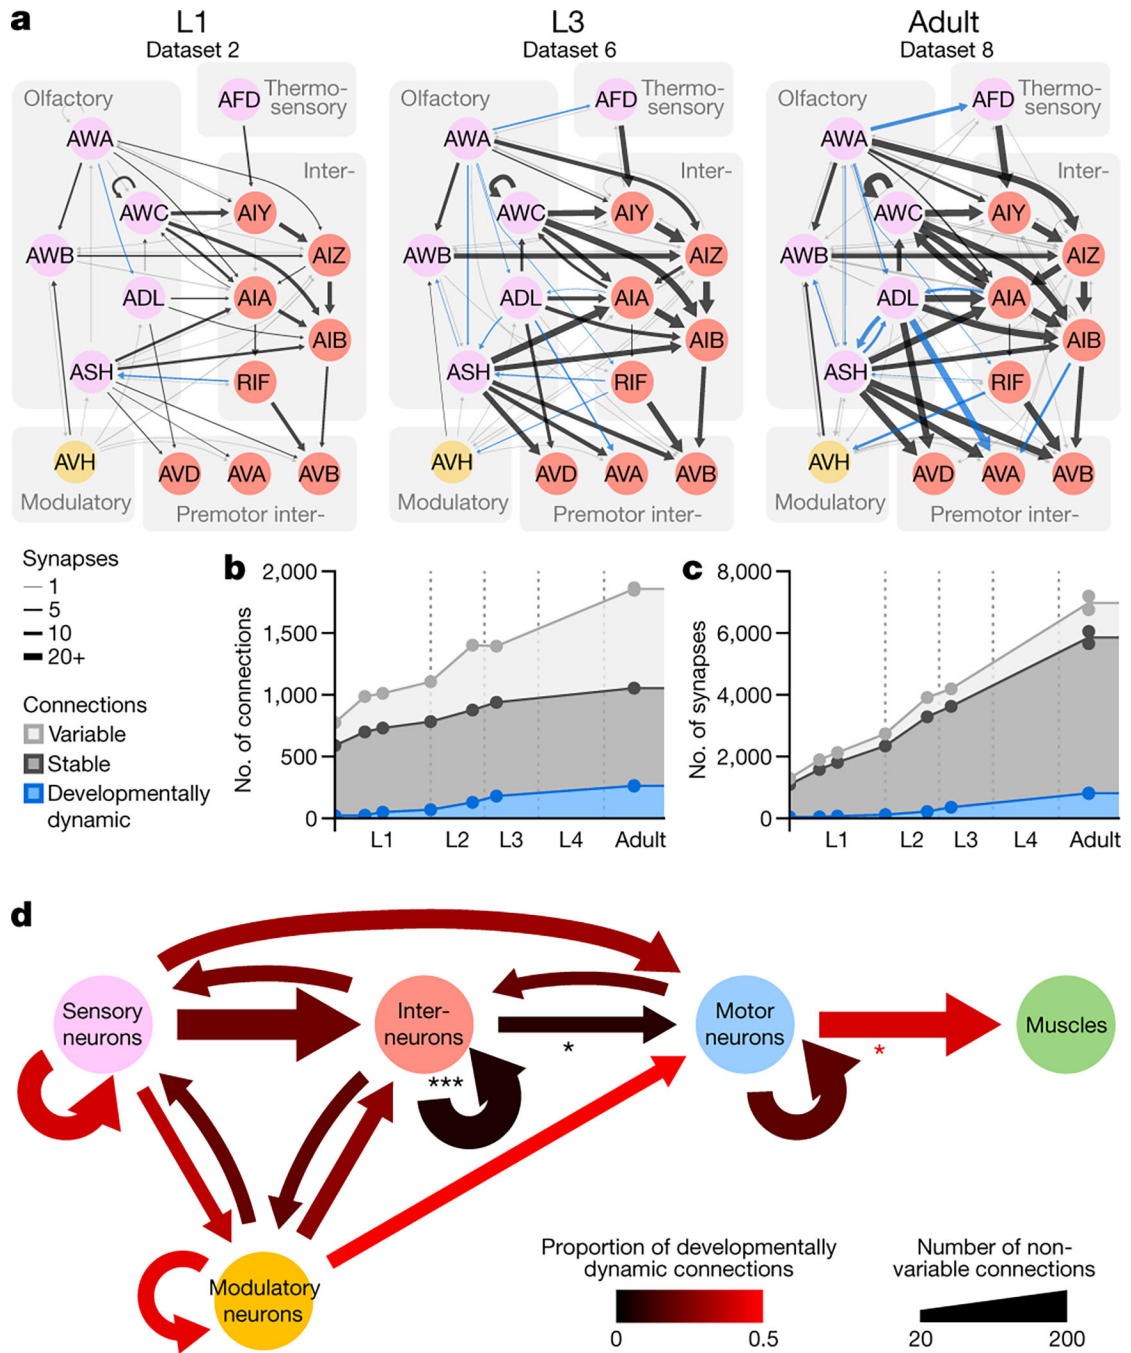 a
L1
Dataset 2
Olfactory
Thermo-
sensory
Inter-
AFD
AWA
AWC
AIY
AWB
AIZ
ADL
AIA
AIB
ASH
RIF
AVH
AVD
AVA
AVB
Modulatory
Premotor inter-
L3
Dataset 6
Olfactory
Thermo-
sensory
Inter-
AFD
AWA
AWC
AIY
AWB
AIZ
ADL
AIA
AIB
ASH
RIF
AVH
AVD
AVA
AVB
Modulatory
Premotor inter-
Adult
Dataset 8
Olfactory
Thermo-
sensory
Inter-
AFD
AWA
AWC
AIY
AWB
AIZ
ADL
AIA
AIB
ASH
RIF
AVH
AVD
AVA
AVB
Modulatory
Premotor inter-
Synapses
1
5
10
20+
Connections
Variable
Stable
Developmentally
dynamic
b
No. of connections
2,000
1,500
1,000
500
0
L1
L2
L3
L4
Adult
c
No. of synapses
8,000
6,000
4,000
2,000
0
L1
L2
L3
L4
Adult
d
Sensory
neurons
Inter-
neurons
Motor
neurons
Muscles
*
*
***
Modulatory
neurons
Proportion of developmentally
dynamic connections
0
0.5
Number of non-
variable connections
20
200